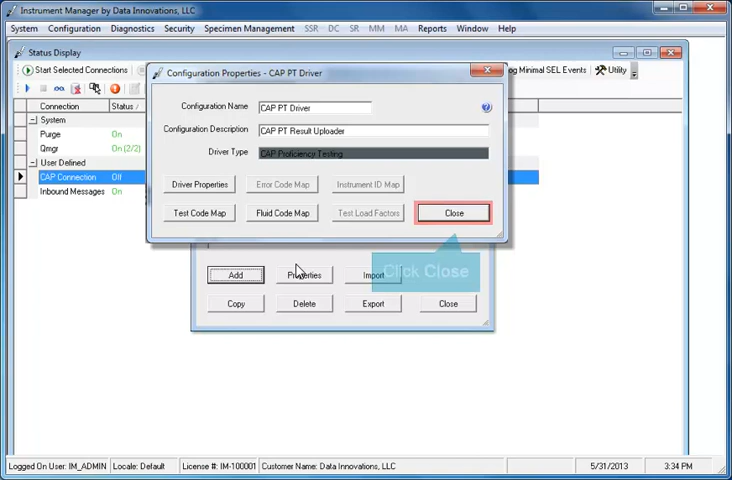 Instrument Manager by Data Innovations, LLC
System Configuration Diagnostics Security Specimen Management SSR DC SR MM MA Reports Window Help
Status Display
Start Selected Connections og Minimal SEL Events Utility
Connection Status /
System
Purge On
Qmgr On (2/2)
User Defined
CAP Connection Off
Inbound Messages On
Configuration Properties - CAP PT Driver
Configuration Name CAP PT Driver
Configuration Description CAP PT Result Uploader
Driver Type CAP Proficiency Testing
Driver Properties Error Code Map Instrument ID Map
Test Code Map Fluid Code Map Test Load Factors Close
Click Close
Add Properties Import
Copy Delete Export Close
Logged On User: IM_ADMIN Locale: Default License #: IM-100001 Customer Name: Data Innovations, LLC 5/31/2013 3:34 PM